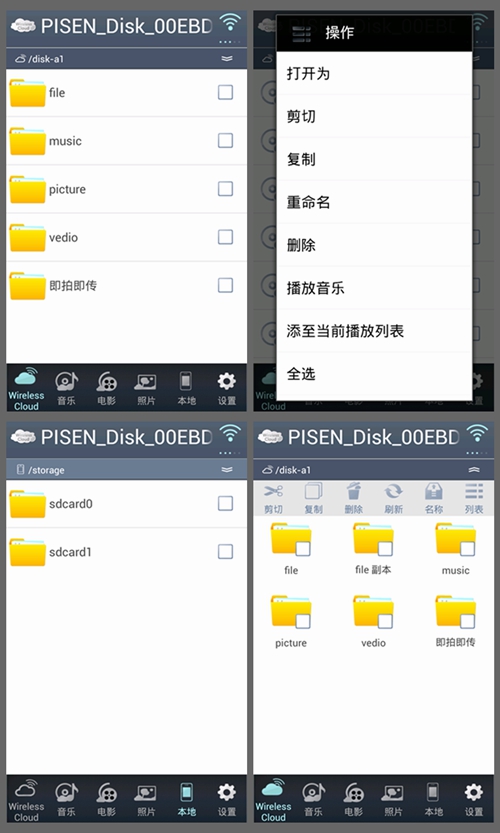 PISEN_Disk_00EBD
/disk-a1
file
music
picture
vedio
即拍即传
Wireless Cloud
音乐
电影
照片
本地
设置
操作
打开为
剪切
复制
重命名
删除
播放音乐
添至当前播放列表
全选
PISEN_Disk_00EBD
/storage
sdcard0
sdcard1
Wireless Cloud
音乐
电影
照片
本地
设置
PISEN_Disk_00EBD
/disk-a1
剪切
复制
删除
刷新
名称
列表
file
file 副本
music
picture
vedio
即拍即传
Wireless Cloud
音乐
电影
照片
本地
设置